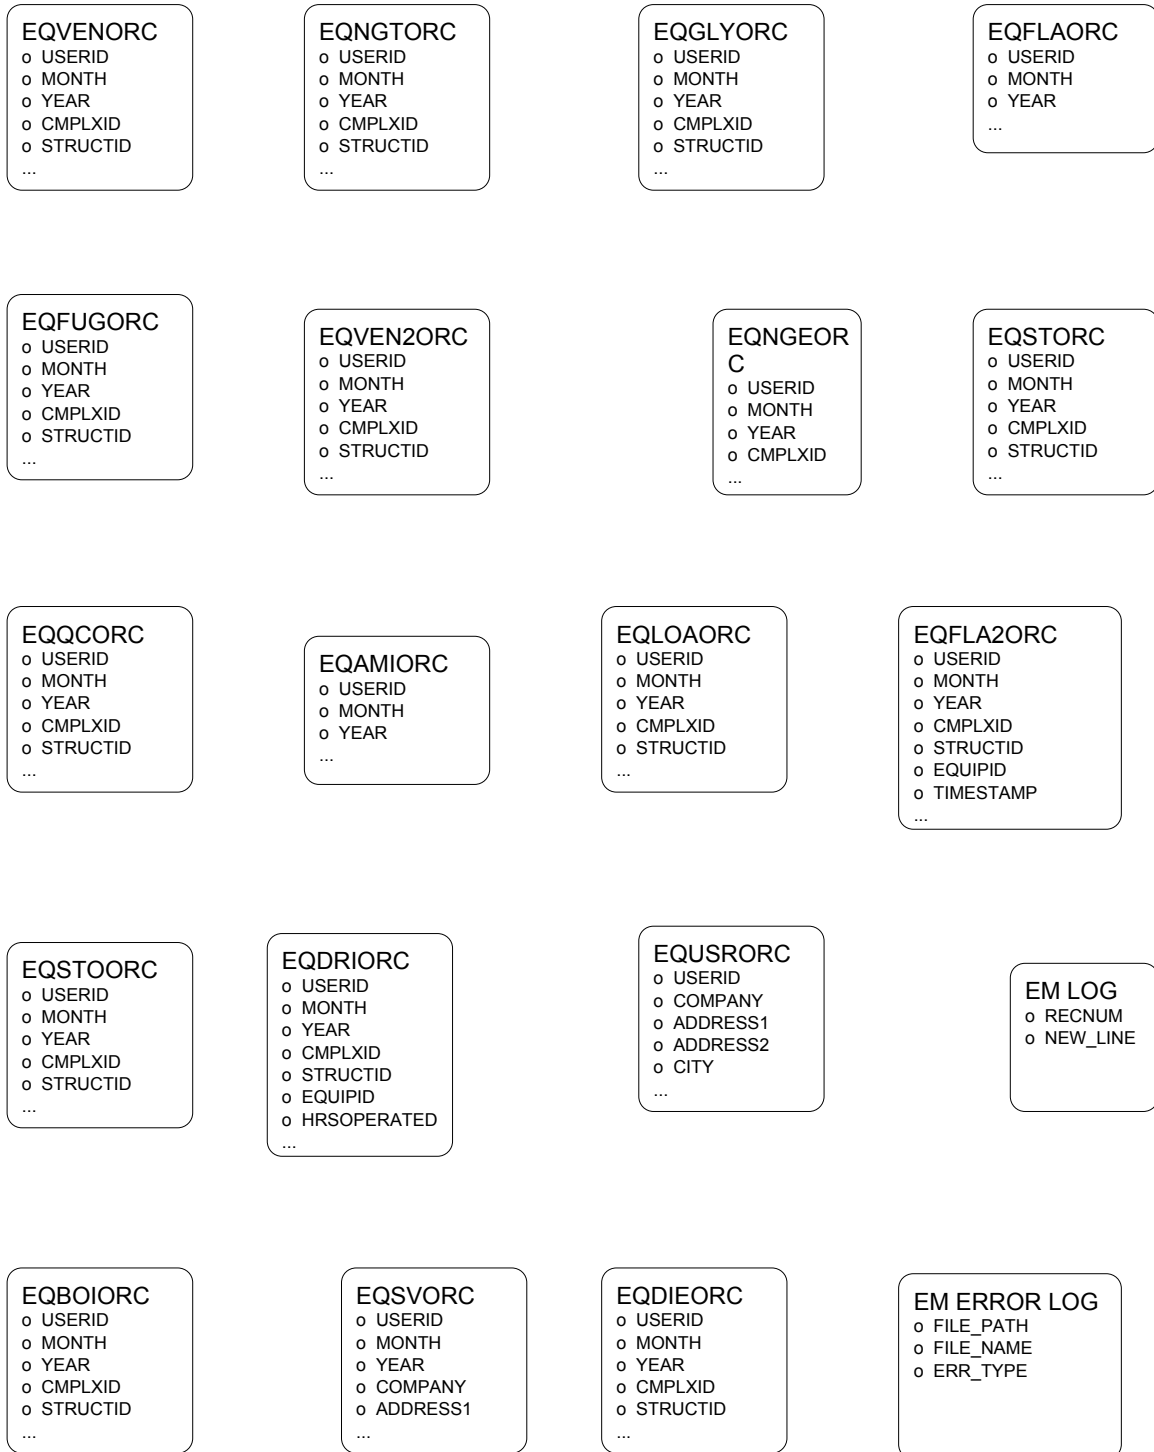 EQVENORC
o USERID
o MONTH
o YEAR
o CMPLXID
o STRUCTID
...
EQNGTORC
o USERID
o MONTH
o YEAR
o CMPLXID
o STRUCTID
...
EQGLYORC
o USERID
o MONTH
o YEAR
o CMPLXID
o STRUCTID
...
EQFLAORC
o USERID
o MONTH
o YEAR
...
EQFUGORC
o USERID
o MONTH
o YEAR
o CMPLXID
o STRUCTID
...
EQVEN2ORC
o USERID
o MONTH
o YEAR
o CMPLXID
o STRUCTID
...
EQNGEOR
C
o USERID
o MONTH
o YEAR
o CMPLXID
...
EQSTORC
o USERID
o MONTH
o YEAR
o CMPLXID
o STRUCTID
...
EQQCORC
o USERID
o MONTH
o YEAR
o CMPLXID
o STRUCTID
...
EQAMIORC
o USERID
o MONTH
o YEAR
...
EQLOAORC
o USERID
o MONTH
o YEAR
o CMPLXID
o STRUCTID
...
EQFLA2ORC
o USERID
o MONTH
o YEAR
o CMPLXID
o STRUCTID
o EQUIPID
o TIMESTAMP
...
EQSTOORC
o USERID
o MONTH
o YEAR
o CMPLXID
o STRUCTID
...
EQDRIORC
o USERID
o MONTH
o YEAR
o CMPLXID
o STRUCTID
o EQUIPID
o HRSOPERATED
...
EQUSRORC
o USERID
o COMPANY
o ADDRESS1
o ADDRESS2
o CITY
...
EM LOG
o RECNUM
o NEW_LINE
EQBOIORC
o USERID
o MONTH
o YEAR
o CMPLXID
o STRUCTID
...
EQSVORC
o USERID
o MONTH
o YEAR
o COMPANY
o ADDRESS1
...
EQDIEORC
o USERID
o MONTH
o YEAR
o CMPLXID
o STRUCTID
...
EM ERROR LOG
o FILE_PATH
o FILE_NAME
o ERR_TYPE